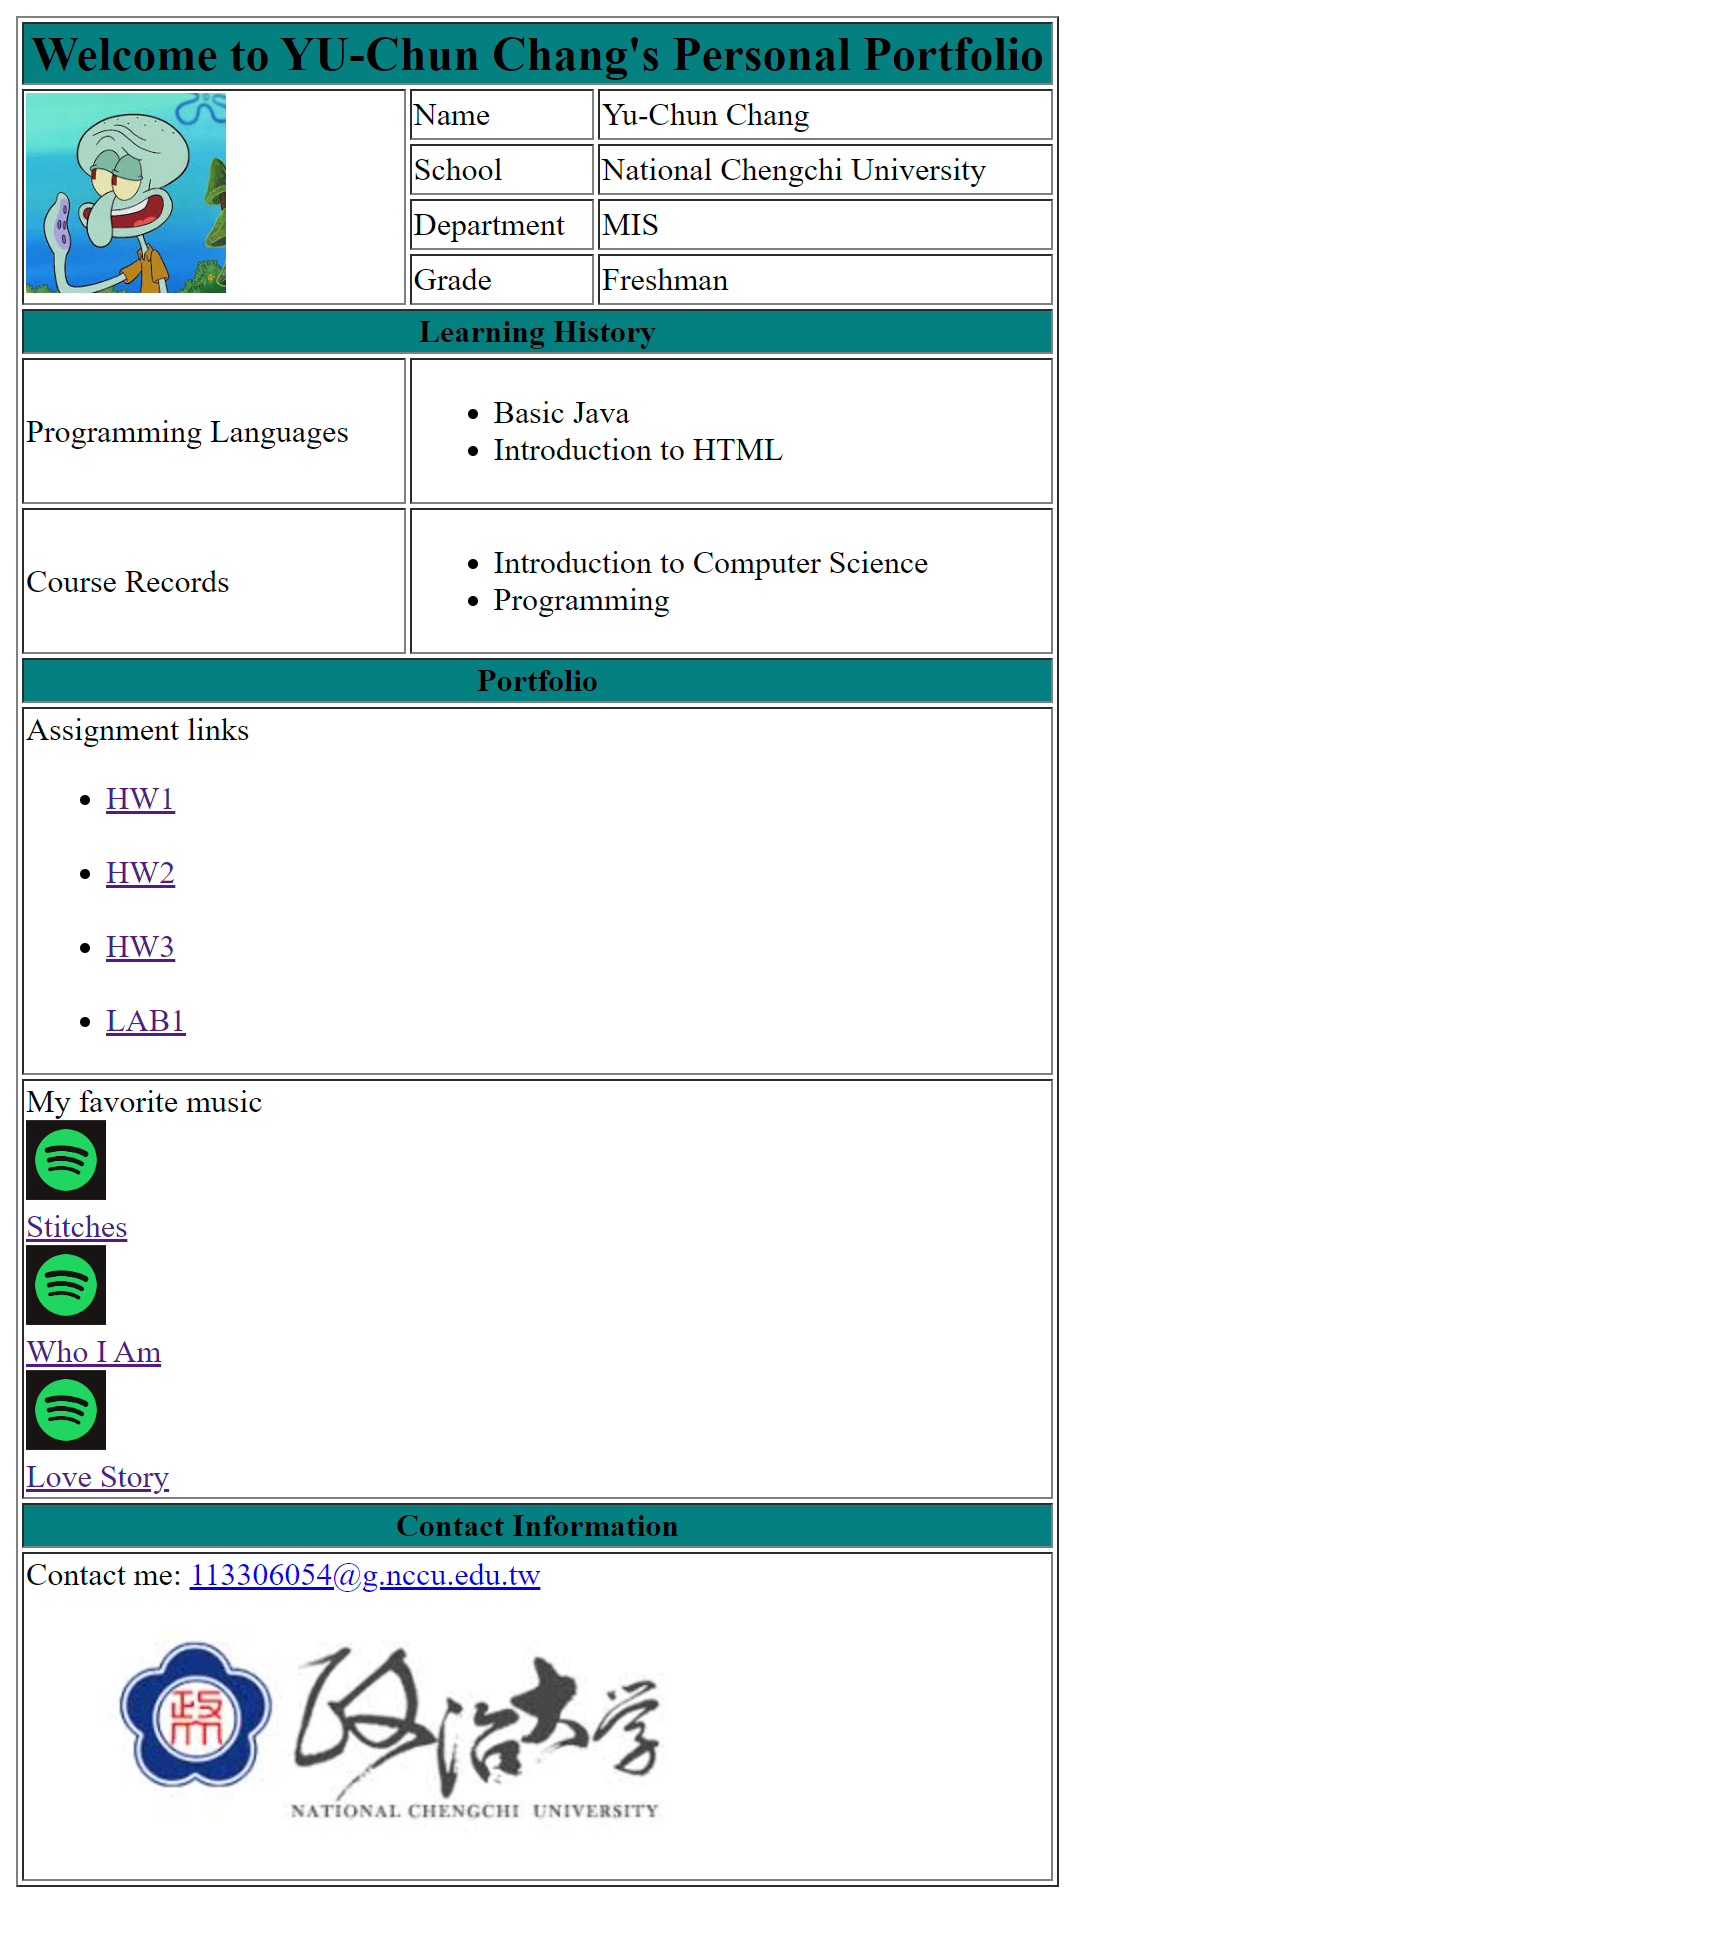 Welcome to YU-Chun Chang's Personal Portfolio
Name Yu-Chun Chang
School National Chengchi University
Department MIS
Grade Freshman
Learning History
Programming Languages
Basic Java
Introduction to HTML
Course Records
Introduction to Computer Science
Programming
Portfolio
Assignment links
HW1
HW2
HW3
LAB1
My favorite music
Stitches
Who I Am
Love Story
Contact Information
Contact me: 113306054@g.nccu.edu.tw
政治大学
NATIONAL CHENGCHI UNIVERSITY